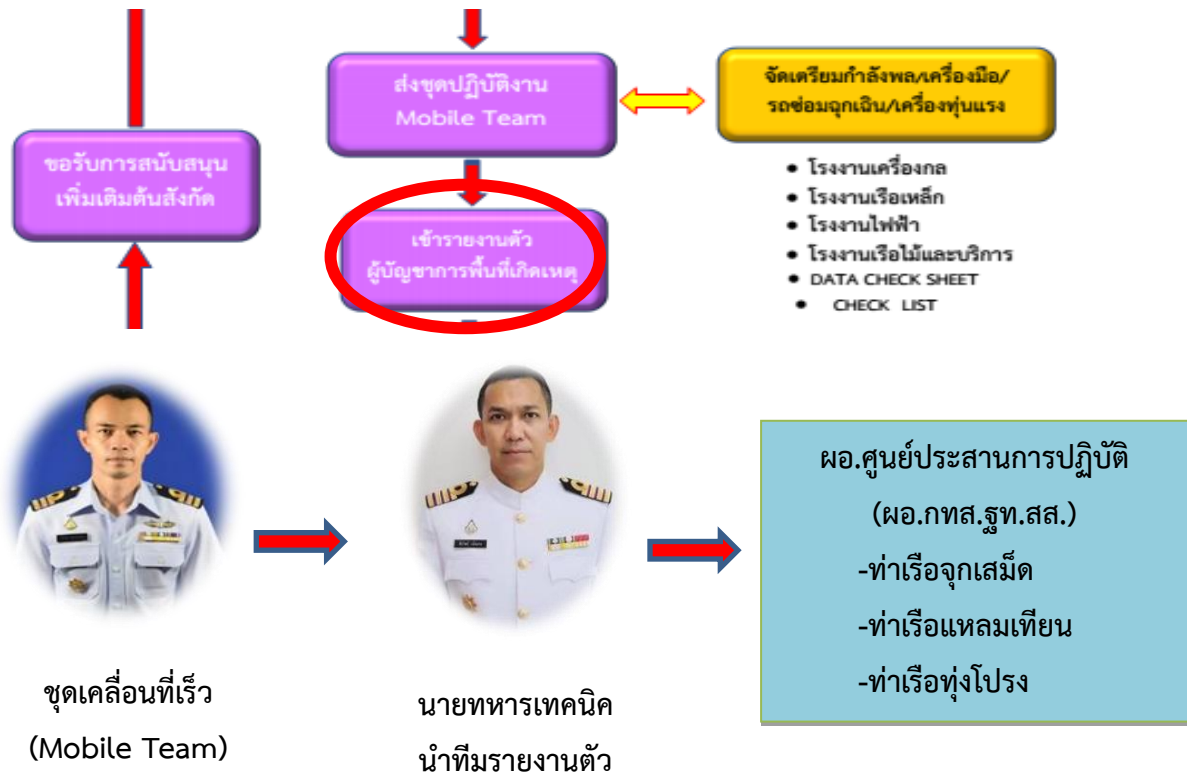 ส่งชุดปฏิบัติงาน
Mobile Team
จัดเตรียมกำลังพล/เครื่องมือ/
รถซ่อมฉุกเฉิน/เครื่องทุ่นแรง
ขอรับการสนับสนุน
เพิ่มเติมต้นสังกัด
เข้ารายงานตัว
ผู้บัญชาการพื้นที่เกิดเหตุ
● โรงงานเครื่องกล
● โรงงานเรือเหล็ก
● โรงงานไฟฟ้า
● โรงงานเรือไม้และบริการ
● DATA CHECK SHEET
● CHECK LIST
ชุดเคลื่อนที่เร็ว
(Mobile Team)
นายทหารเทคนิค
นำทีมรายงานตัว
ผอ.ศูนย์ประสานการปฏิบัติ
(ผอ.กทส.ฐท.สส.)
-ท่าเรือจุกเสม็ด
-ท่าเรือแหลมเทียน
-ท่าเรือทุ่งโปรง